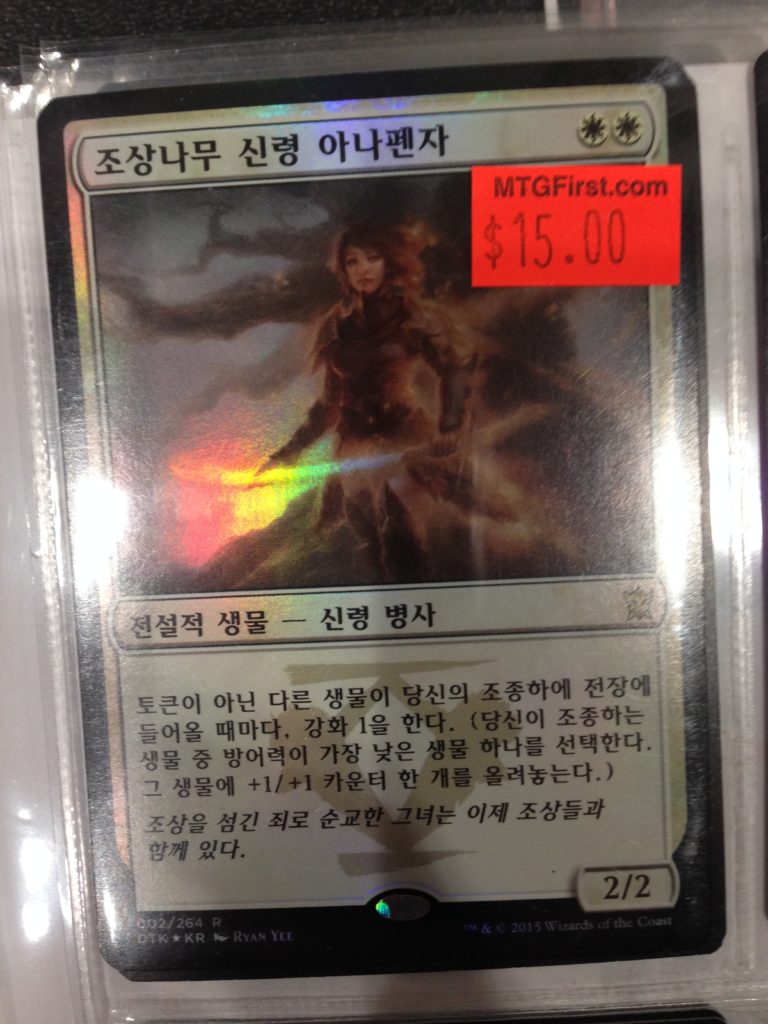 조상나무 신령 아나펜자
MTGFirst.com
$15.00
전설적 생물 — 신령 병사
토큰이 아닌 다른 생물이 당신의 조종하에 전장에
들어올 때마다, 강화 1을 한다. (당신이 조종하는
생물 중 방어력이 가장 낮은 생물 하나를 선택한다.
그 생물에 +1/+1 카운터 한 개를 올려놓는다.)
조상을 섬긴 죄로 순교한 그녀는 이제 조상들과
함께 있다.
2/2
002/264 R
DTK★KR RYAN YEE
™ & © 2015 Wizards of the Coast